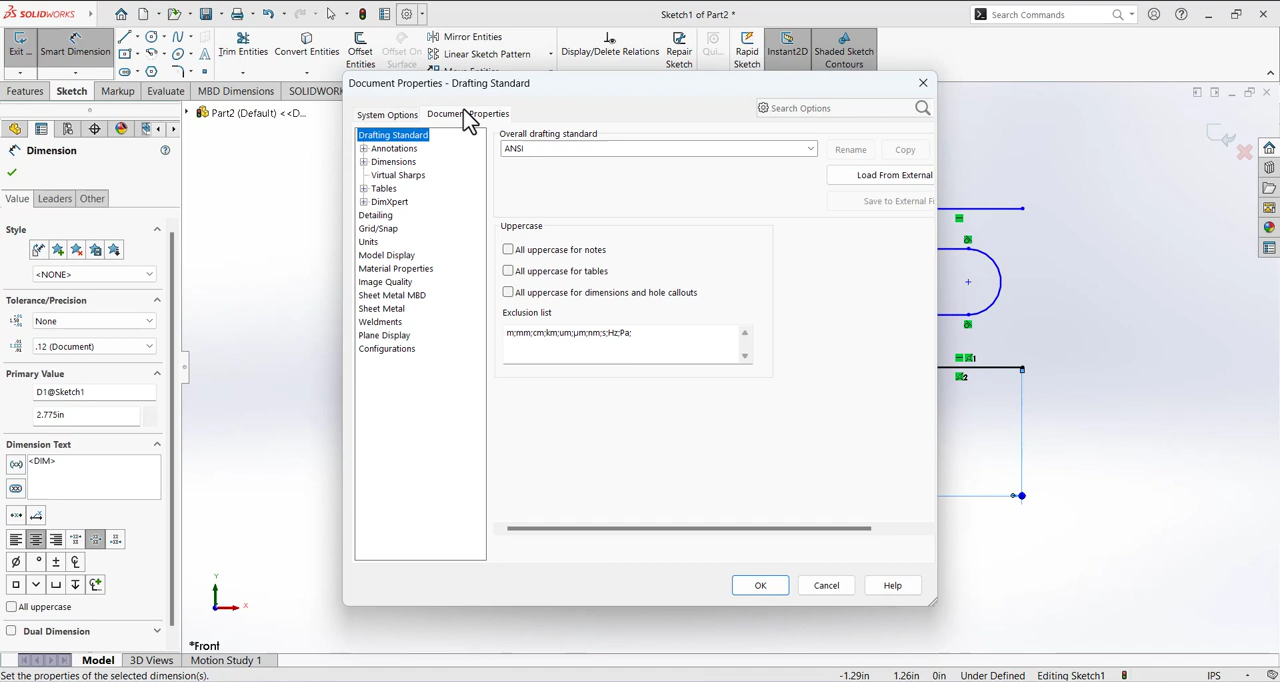 SOLIDWORKS
Sketch1 of Part2 *
Search Commands
Exit ...
Smart Dimension
Trim Entities
Convert Entities
Offset
Entities
Offset On
Surface
Mirror Entities
Linear Sketch Pattern
Display/Delete Relations
Repair
Sketch
Qui...
Rapid
Sketch
Instant2D
Shaded Sketch
Contours
Features
Sketch
Markup
Evaluate
MBD Dimensions
SOLIDWOR
Part2 (Default) <<D...
Dimension
Value
Leaders
Other
Style
<NONE>
Tolerance/Precision
None
.12 (Document)
Primary Value
D1@Sketch1
2.775in
Dimension Text
<DIM>
All uppercase
Dual Dimension
Document Properties - Drafting Standard
System Options
Document Properties
Search Options
Drafting Standard
Annotations
Dimensions
Virtual Sharps
Tables
DimXpert
Detailing
Grid/Snap
Units
Model Display
Material Properties
Image Quality
Sheet Metal MBD
Sheet Metal
Weldments
Plane Display
Configurations
Overall drafting standard
ANSI
Rename
Copy
Load From External
Save to External Fi
Uppercase
All uppercase for notes
All uppercase for tables
All uppercase for dimensions and hole callouts
Exclusion list
m;mm;cm;km;um;µm;nm;s;Hz;Pa;
OK
Cancel
Help
1
2
Y
X
*Front
Model
3D Views
Motion Study 1
Set the properties of the selected dimension(s).
-1.29in
1.26in
0in
Under Defined
Editing Sketch1
IPS